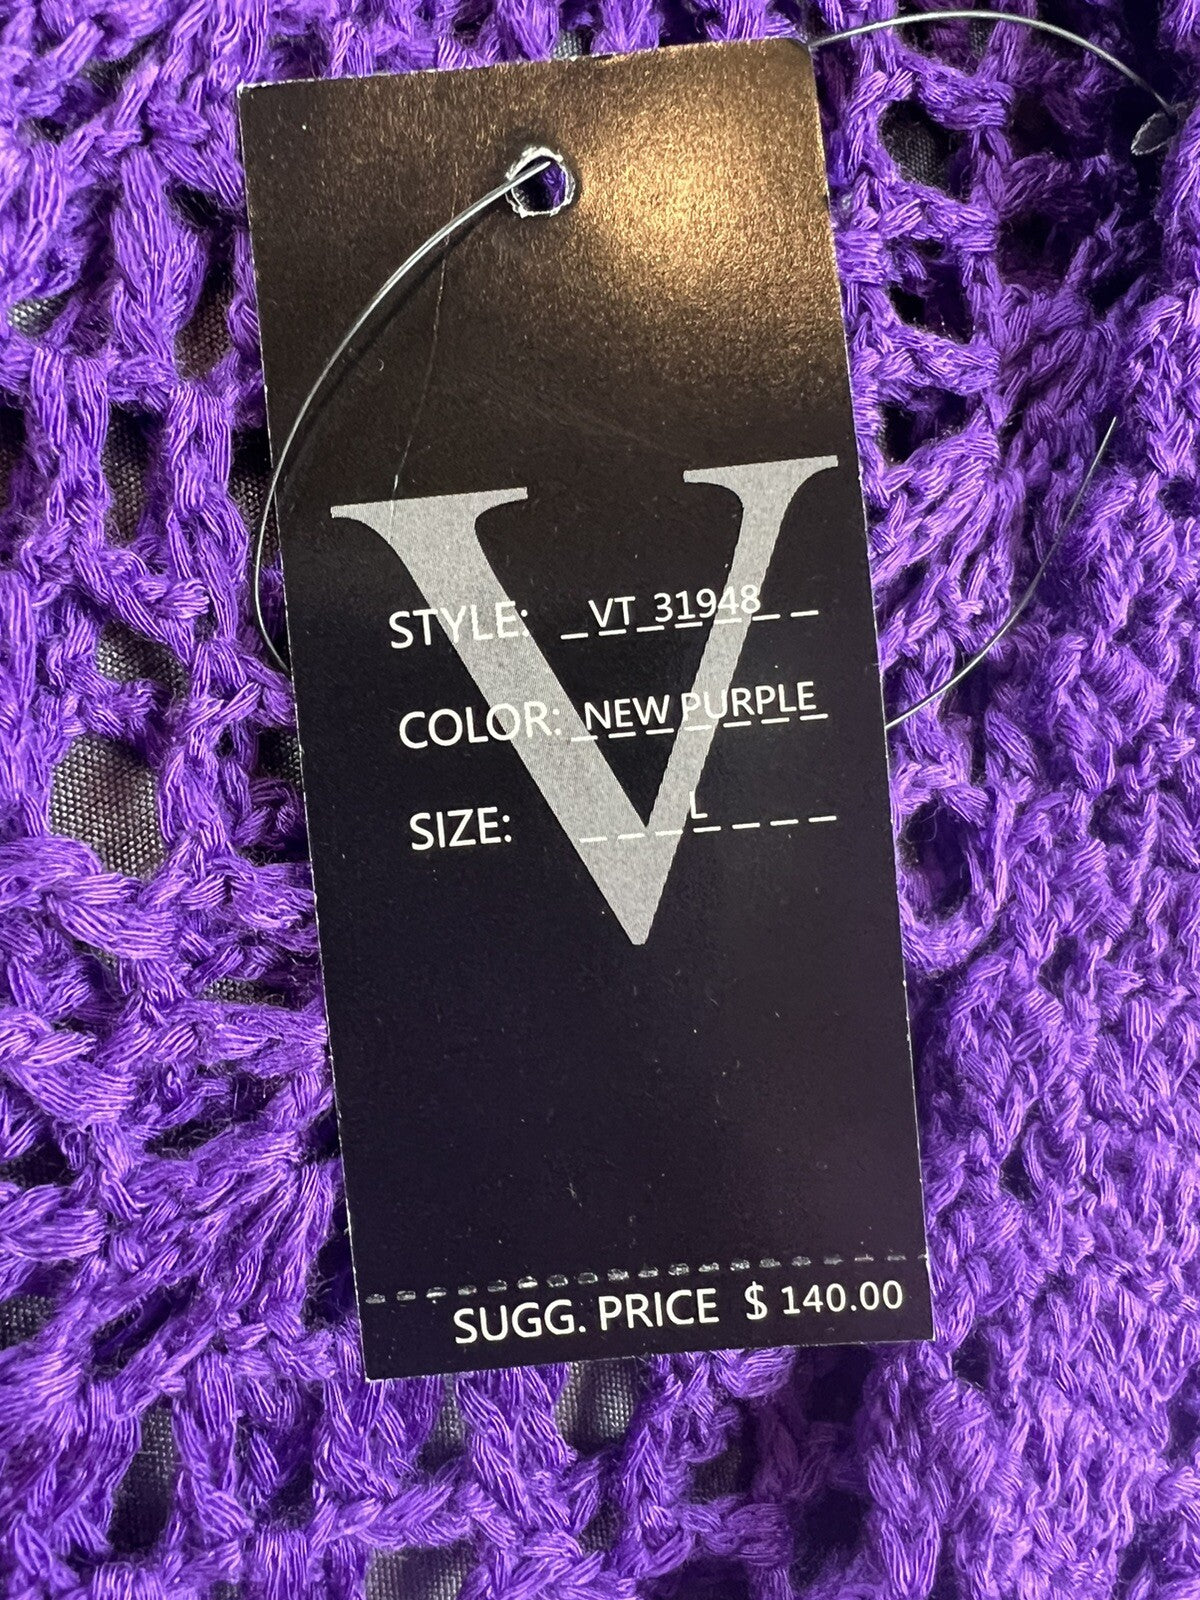 V
STYLE: VT 31948
COLOR: NEW PURPLE
SIZE: L
SUGG. PRICE $ 140.00